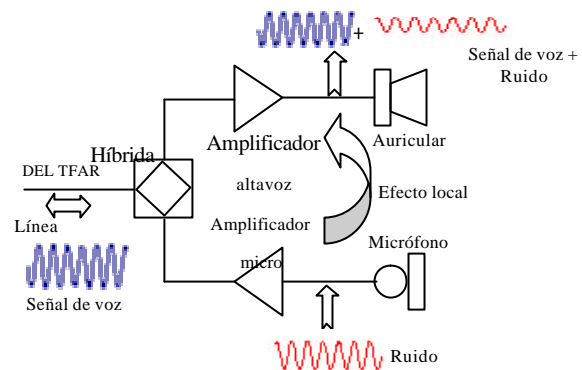 +
Señal de voz +
Ruido
Amplificador
Auricular
Híbrida
DEL TFAR
altavoz
Efecto local
Línea
Amplificador
Micrófono
micro
Señal de voz
Ruido